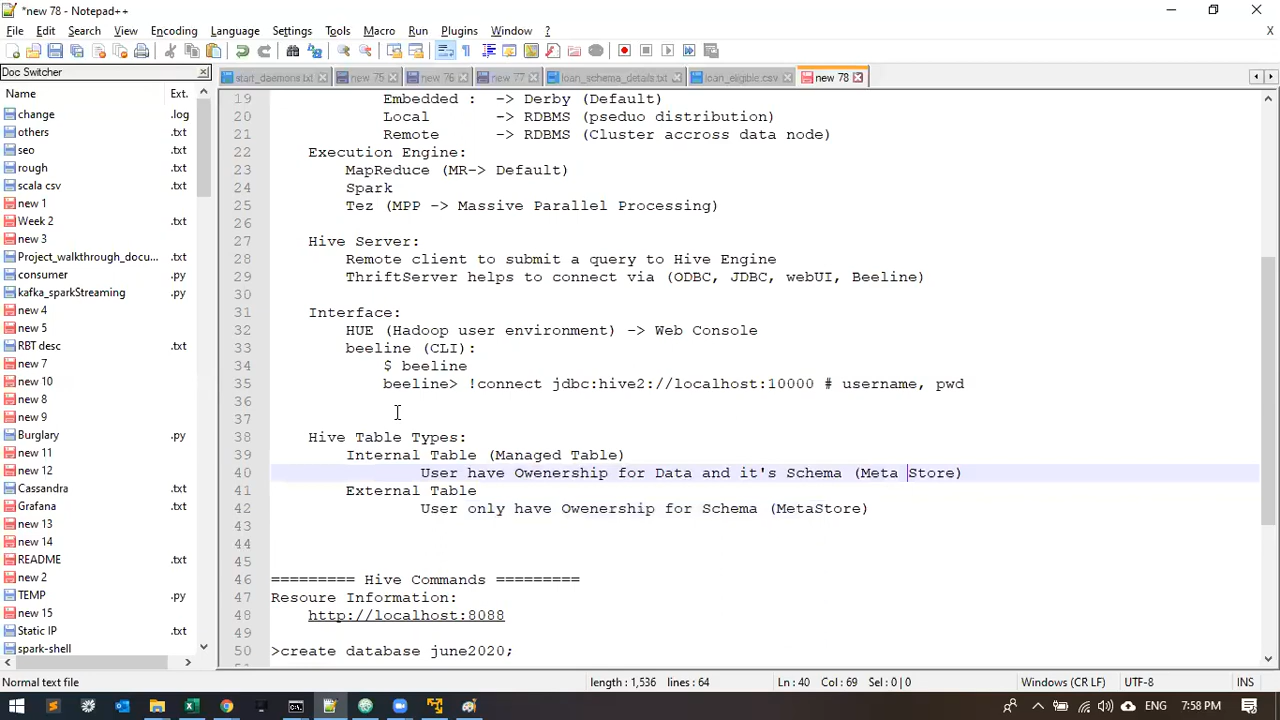 *new 78 - Notepad++
File Edit Search View Encoding Language Settings Tools Macro Run Plugins Window ? X
Doc Switcher
start_daemons.txt new 75 new 76 new 77 loan_schema_details.txt loan_eligible.csv new 78
Name Ext.
change .log
others .txt
seo .txt
rough .txt
scala csv .txt
new 1
Week 2 .txt
new 3
Project_walkthrough_docu... .txt
consumer .py
kafka_sparkStreaming .py
new 4
new 5
RBT desc .txt
new 7
new 10
new 8
new 9
Burglary .py
new 11
new 12
Cassandra .txt
Grafana .txt
new 13
new 14
README .txt
new 2
TEMP .py
new 15
Static IP .txt
spark-shell .txt
19 Embedded : -> Derby (Default)
20 Local -> RDBMS (pseduo distribution)
21 Remote -> RDBMS (Cluster accross data node)
22 Execution Engine:
23 MapReduce (MR-> Default)
24 Spark
25 Tez (MPP -> Massive Parallel Processing)
26
27 Hive Server:
28 Remote client to submit a query to Hive Engine
29 ThriftServer helps to connect via (ODBC, JDBC, webUI, Beeline)
30
31 Interface:
32 HUE (Hadoop user environment) -> Web Console
33 beeline (CLI):
34 $ beeline
35 beeline> !connect jdbc:hive2://localhost:10000 # username, pwd
36
37
38 Hive Table Types:
39 Internal Table (Managed Table)
40 User have Owenership for Data and it's Schema (Meta Store)
41 External Table
42 User only have Owenership for Schema (MetaStore)
43
44
45
46 ========= Hive Commands =========
47 Resoure Information:
48 http://localhost:8088
49
50 >create database june2020;
51
Normal text file length : 1,536 lines : 64 Ln : 40 Col : 69 Sel : 0 | 0 Windows (CR LF) UTF-8 INS
7:58 PM